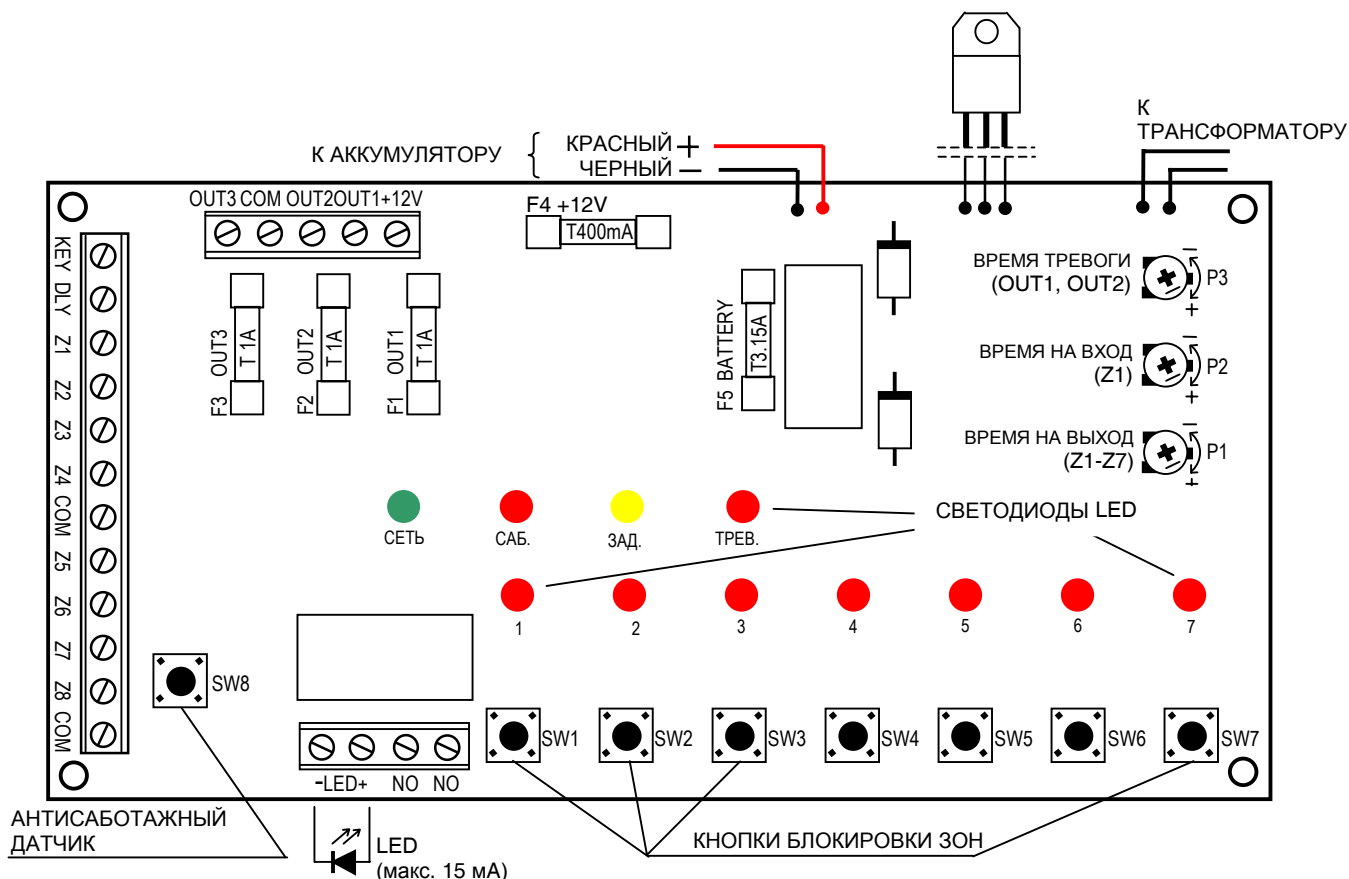 К
ТРАНСФОРМАТОРУ
К АККУМУЛЯТОРУ
КРАСНЫЙ +
ЧЕРНЫЙ –
OUT3 COM OUT2 OUT1 +12V
F4 +12V
T400mA
KEY
DLY
Z1
Z2
Z3
Z4
COM
Z5
Z6
Z7
Z8
COM
F3 OUT3
T 1A
F2 OUT2
T 1A
F1 OUT1
T 1A
F5 BATTERY
T3.15A
ВРЕМЯ ТРЕВОГИ
(OUT1, OUT2)
– P3 +
ВРЕМЯ НА ВХОД
(Z1)
– P2 +
ВРЕМЯ НА ВЫХОД
(Z1-Z7)
– P1 +
СВЕТОДИОДЫ LED
СЕТЬ
САБ.
ЗАД.
ТРЕВ.
1 2 3 4 5 6 7
SW8
SW1 SW2 SW3 SW4 SW5 SW6 SW7
-LED+ NO NO
АНТИСАБОТАЖНЫЙ
ДАТЧИК
LED
(макс. 15 мА)
КНОПКИ БЛОКИРОВКИ ЗОН